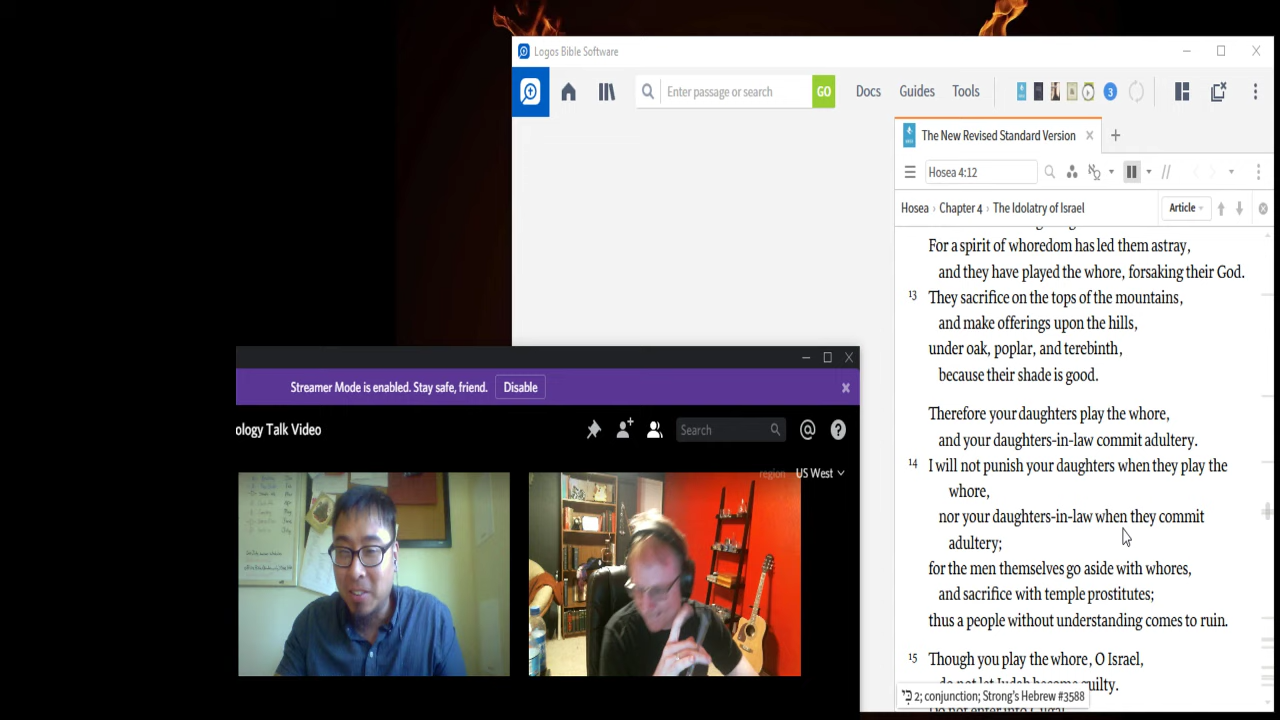 Logos Bible Software
Enter passage or search
GO
Docs
Guides
Tools
3
The New Revised Standard Version
Hosea 4:12
Hosea › Chapter 4 › The Idolatry of Israel
Article
For a spirit of whoredom has led them astray,
and they have played the whore, forsaking their God.
13 They sacrifice on the tops of the mountains,
and make offerings upon the hills,
under oak, poplar, and terebinth,
because their shade is good.
Therefore your daughters play the whore,
and your daughters-in-law commit adultery.
14 I will not punish your daughters when they play the
whore,
nor your daughters-in-law when they commit
adultery;
for the men themselves go aside with whores,
and sacrifice with temple prostitutes;
thus a people without understanding comes to ruin.
15 Though you play the whore, O Israel,
do not let Judah become guilty.
כִּי 2; conjunction; Strong's Hebrew #3588
Streamer Mode is enabled. Stay safe, friend.
Disable
ology Talk Video
Search
region
US West